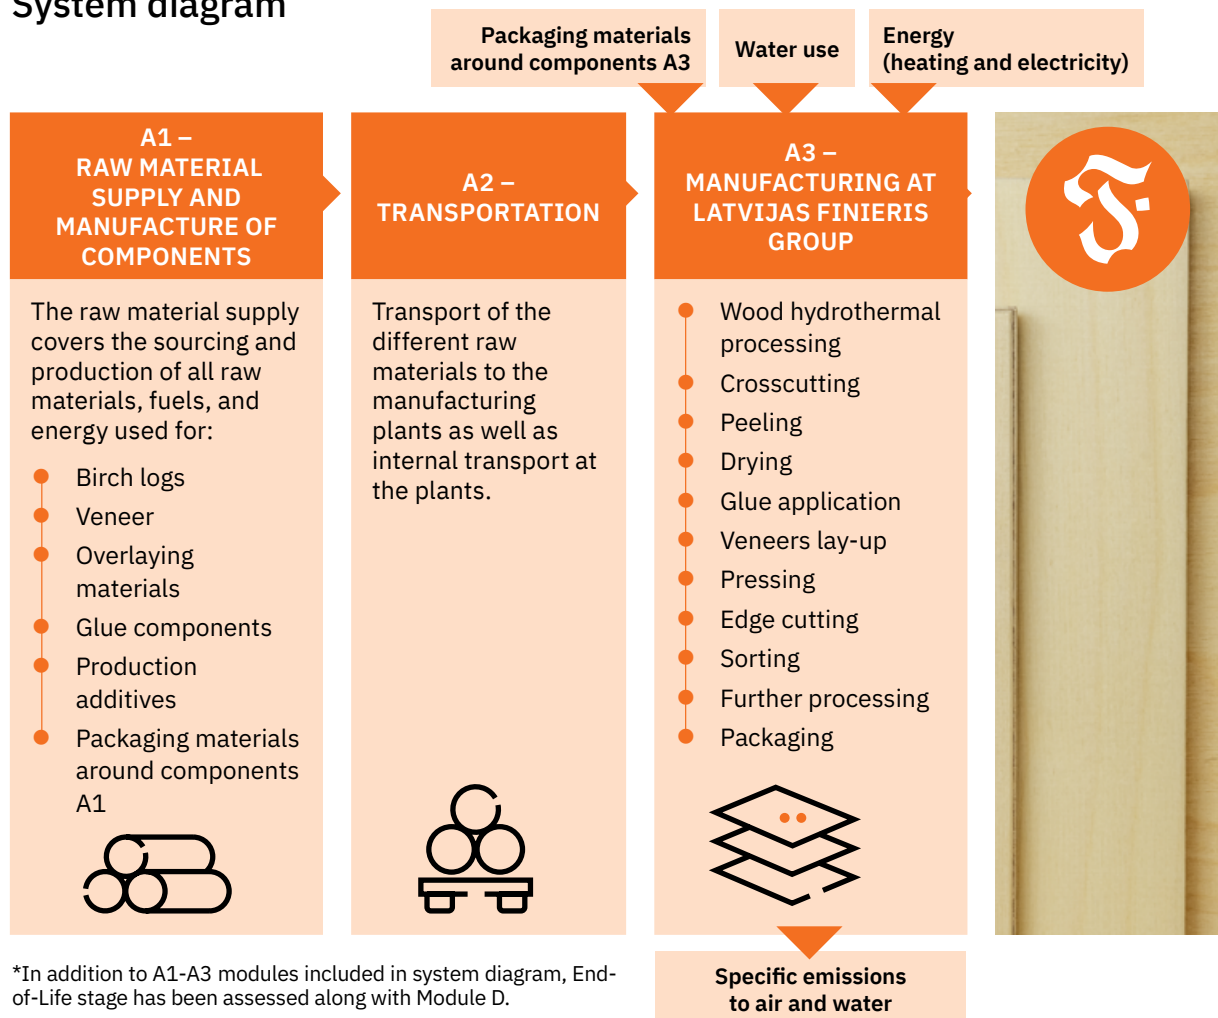 System diagram
Packaging materials
around components A3
Water use
Energy
(heating and electricity)
A1 –
RAW MATERIAL
SUPPLY AND
MANUFACTURE OF
COMPONENTS
The raw material supply
covers the sourcing and
production of all raw
materials, fuels, and
energy used for:
Birch logs
Veneer
Overlaying
materials
Glue components
Production
additives
Packaging materials
around components
A1
A2 –
TRANSPORTATION
Transport of the
different raw
materials to the
manufacturing
plants as well as
internal transport at
the plants.
A3 –
MANUFACTURING AT
LATVIJAS FINIERIS
GROUP
Wood hydrothermal
processing
Crosscutting
Peeling
Drying
Glue application
Veneers lay-up
Pressing
Edge cutting
Sorting
Further processing
Packaging
Specific emissions
to air and water
*In addition to A1-A3 modules included in system diagram, End-
of-Life stage has been assessed along with Module D.